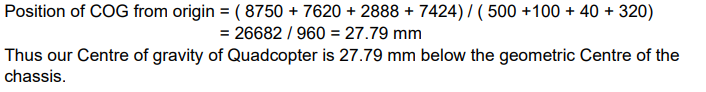 Position of COG from origin = ( 8750 + 7620 + 2888 + 7424) / ( 500 +100 + 40 + 320)
= 26682 / 960 = 27.79 mm
Thus our Centre of gravity of Quadcopter is 27.79 mm below the geometric Centre of the
chassis.